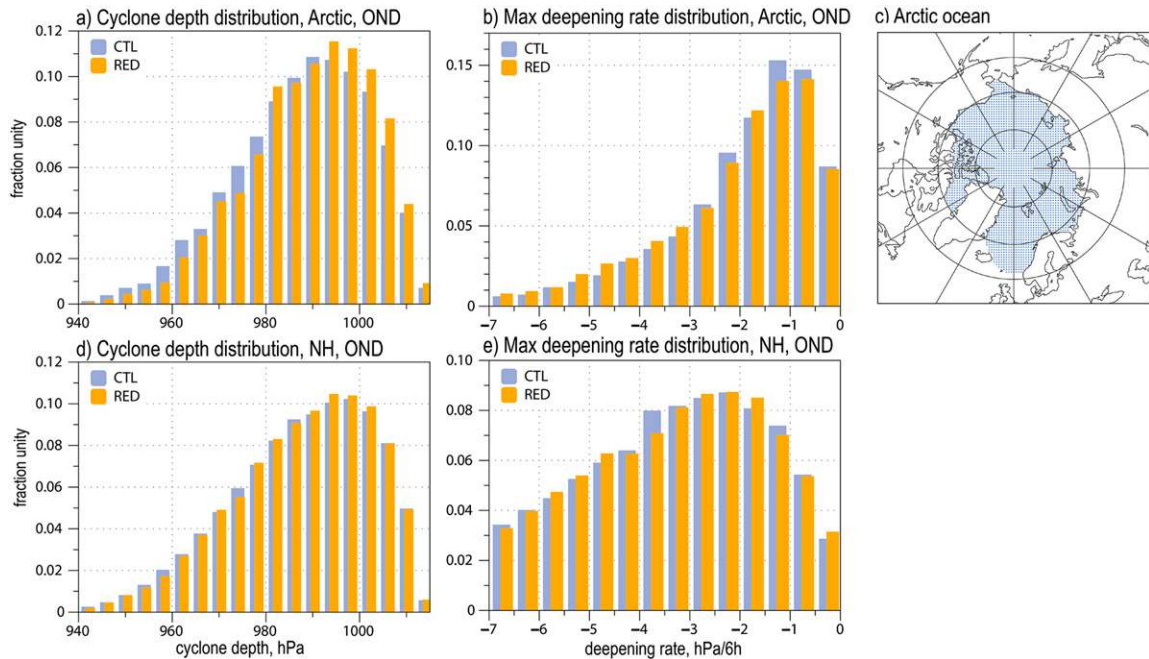 a) Cyclone depth distribution, Arctic, OND
b) Max deepening rate distribution, Arctic, OND
c) Arctic ocean
0.12
0.10
0.08
0.06
0.04
0.02
0
fraction unity
CTL
RED
940
960
980
1000
0.15
0.10
0.05
0
CTL
RED
−7
−6
−5
−4
−3
−2
−1
0
d) Cyclone depth distribution, NH, OND
e) Max deepening rate distribution, NH, OND
0.12
0.10
0.08
0.06
0.04
0.02
0
fraction unity
CTL
RED
940
960
980
1000
cyclone depth, hPa
0.10
0.08
0.06
0.04
0.02
0
CTL
RED
−7
−6
−5
−4
−3
−2
−1
0
deepening rate, hPa/6h